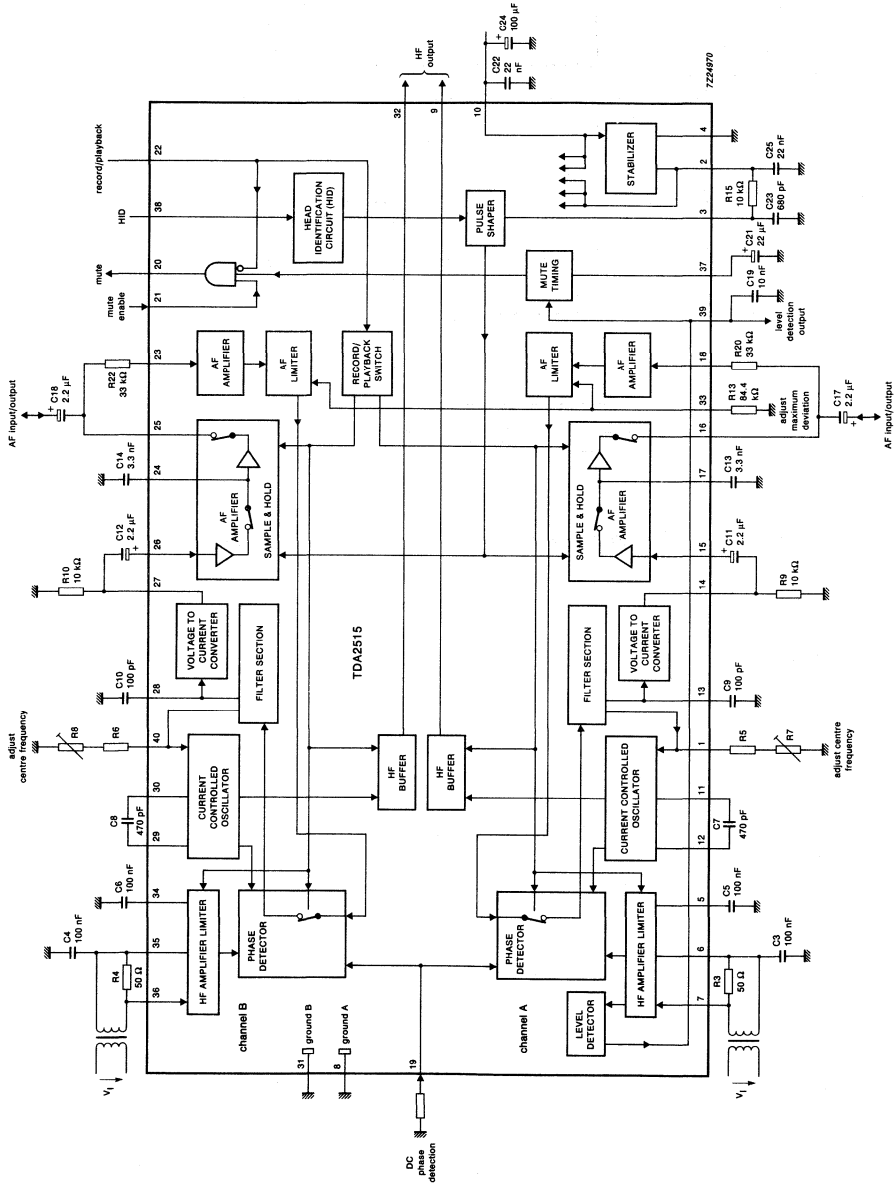 AF input/output
C18
2.2 µF
+
R22
33 kΩ
mute
enable
mute
HID
record/playback
HF
output
C24
100 µF
+
C22
22
nF
adjust
centre frequency
R8
R6
C10
100 pF
R10
10 kΩ
C12
2.2 µF
+
C14
3.3 nF
C4
100 nF
C6
100 nF
C8
470 pF
R4
50 Ω
V_I
36
35
34
29
30
40
28
27
26
24
25
23
21
20
38
22
32
9
10
7Z24970
HF AMPLIFIER LIMITER
PHASE
DETECTOR
CURRENT
CONTROLLED
OSCILLATOR
FILTER SECTION
VOLTAGE TO
CURRENT
CONVERTER
AF
AMPLIFIER
SAMPLE & HOLD
AF
AMPLIFIER
AF
LIMITER
RECORD/
PLAYBACK
SWITCH
HEAD
IDENTIFICATION
CIRCUIT (HID)
PULSE
SHAPER
STABILIZER
MUTE
TIMING
channel B
ground B
31
ground A
8
TDA2515
HF
BUFFER
HF
BUFFER
19
DC
phase
detection
channel A
LEVEL
DETECTOR
HF AMPLIFIER LIMITER
PHASE
DETECTOR
CURRENT CONTROLLED
OSCILLATOR
FILTER SECTION
VOLTAGE TO
CURRENT
CONVERTER
AF
AMPLIFIER
SAMPLE & HOLD
AF
LIMITER
AF
AMPLIFIER
7
6
5
12
11
1
13
14
15
17
16
33
18
39
37
3
2
4
V_I
R3
50 Ω
C3
100 nF
C5
100 nF
C7
470 pF
R5
R7
adjust centre
frequency
C9
100 pF
R9
10 kΩ
C11
2.2 µF
+
C13
3.3 nF
R13
84.4
kΩ
adjust
maximum
deviation
R20
33 kΩ
C17
2.2 µF
+
AF input/output
level
detection
output
C19
10 nF
C21
22 µF
+
C23
680 pF
R15
10 kΩ
C25
22 nF